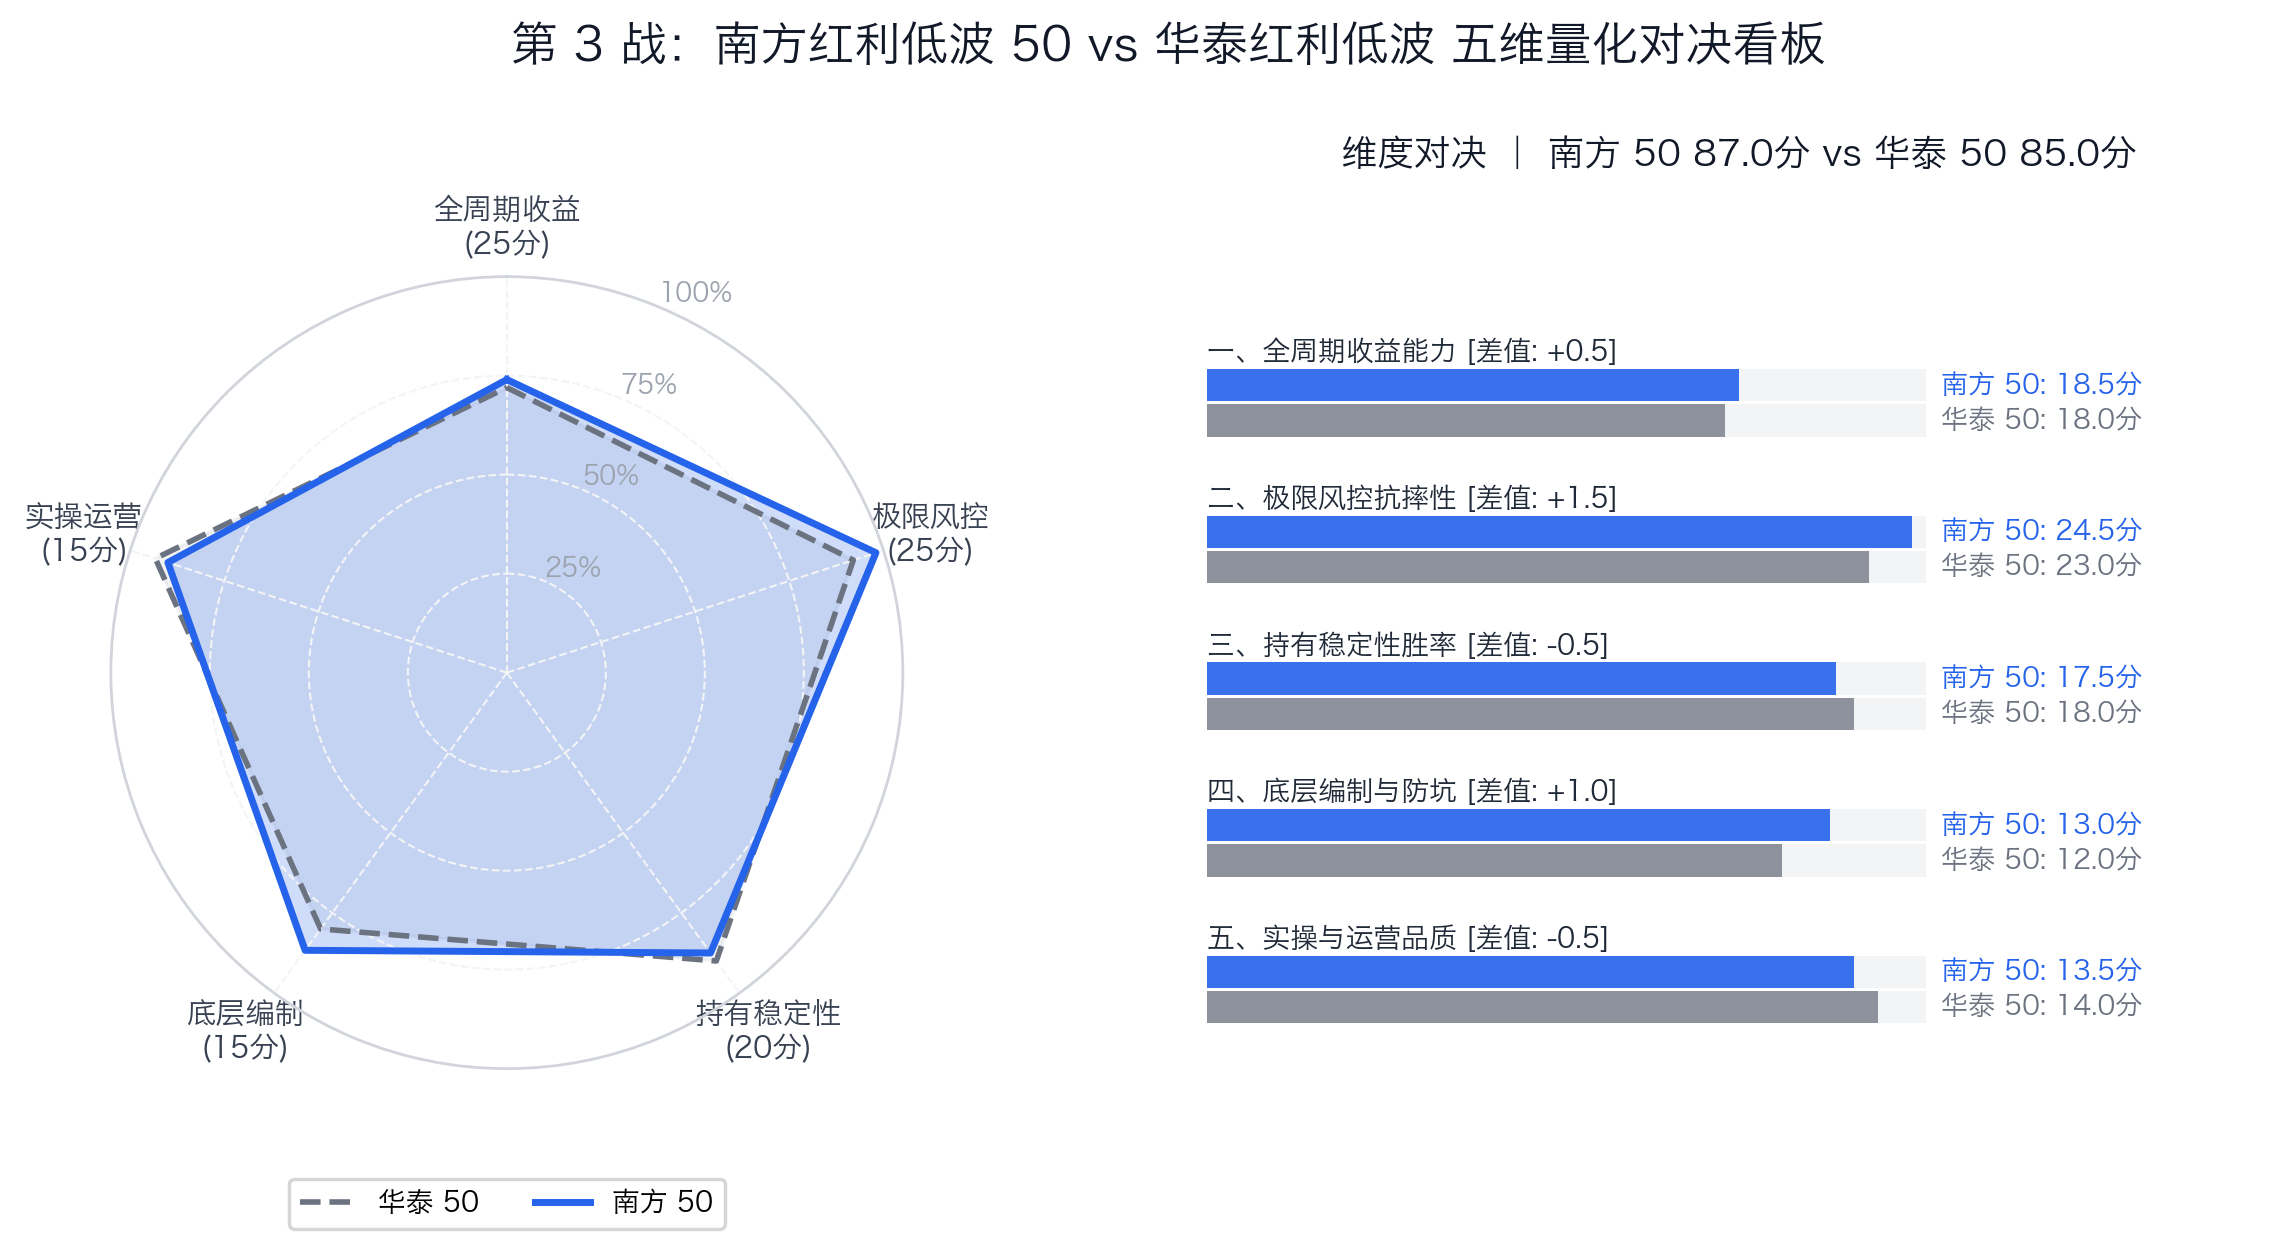 第 3 战：南方红利低波 50 vs 华泰红利低波 五维量化对决看板
维度对决 ｜ 南方 50 87.0分 vs 华泰 50 85.0分
全周期收益
(25分)
极限风控
(25分)
持有稳定性
(20分)
底层编制
(15分)
实操运营
(15分)
100%
75%
50%
25%
华泰 50
南方 50
一、全周期收益能力 [差值: +0.5]
南方 50: 18.5分
华泰 50: 18.0分
二、极限风控抗摔性 [差值: +1.5]
南方 50: 24.5分
华泰 50: 23.0分
三、持有稳定性胜率 [差值: -0.5]
南方 50: 17.5分
华泰 50: 18.0分
四、底层编制与防坑 [差值: +1.0]
南方 50: 13.0分
华泰 50: 12.0分
五、实操与运营品质 [差值: -0.5]
南方 50: 13.5分
华泰 50: 14.0分